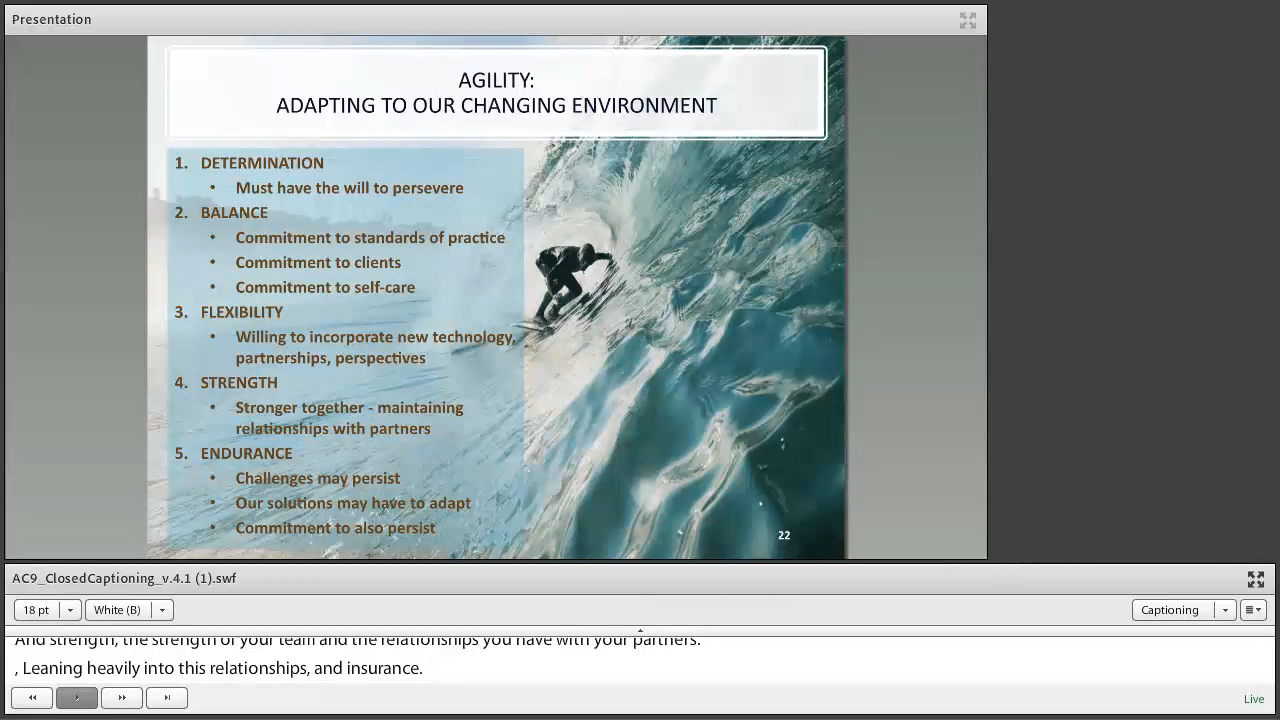 Presentation
AGILITY:
ADAPTING TO OUR CHANGING ENVIRONMENT
1. DETERMINATION
• Must have the will to persevere
2. BALANCE
• Commitment to standards of practice
• Commitment to clients
• Commitment to self-care
3. FLEXIBILITY
• Willing to incorporate new technology,
partnerships, perspectives
4. STRENGTH
• Stronger together - maintaining
relationships with partners
5. ENDURANCE
• Challenges may persist
• Our solutions may have to adapt
• Commitment to also persist
22
AC9_ClosedCaptioning_v.4.1 (1).swf
18 pt White (B) Captioning
And strength, the strength of your team and the relationships you have with your partners.
, Leaning heavily into this relationships, and insurance.
Live